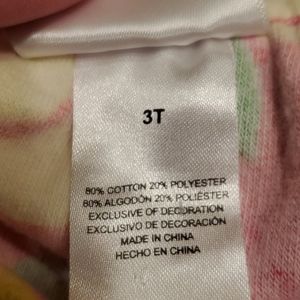 3T
80% COTTON 20% POLYESTER
80% ALGODÓN 20% POLIÉSTER
EXCLUSIVE OF DECORATION
EXCLUSIVO DE DECORACIÓN
MADE IN CHINA
HECHO EN CHINA